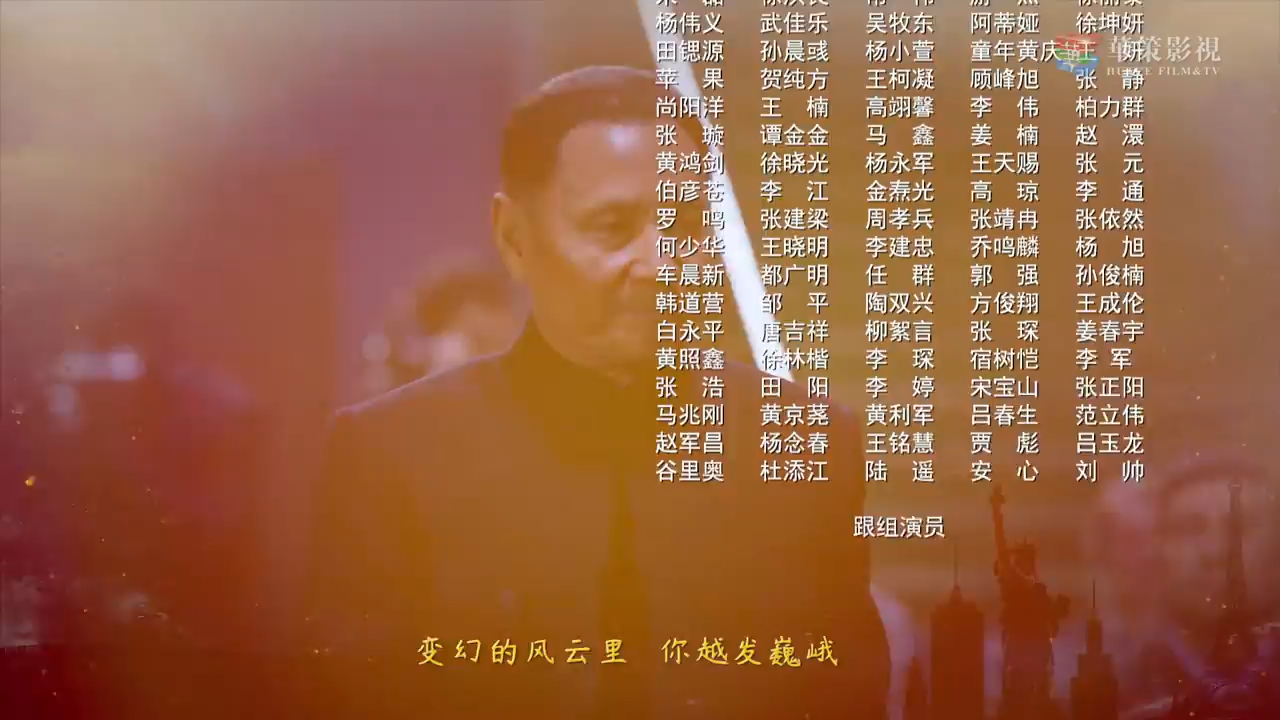 杨伟义 武佳乐 吴牧东 阿蒂娅 徐坤妍
田锶源 孙晨彧 杨小萱 童年黄庆 王 妍
華策影視
HUACE FILM&TV
苹 果 贺纯方 王柯凝 顾峰旭 张 静
尚阳洋 王 楠 高翊馨 李 伟 柏力群
张 璇 谭金金 马 鑫 姜 楠 赵 澴
黄鸿剑 徐晓光 杨永军 王天赐 张 元
伯彦苍 李 江 金焘光 高 琼 李 通
罗 鸣 张建梁 周孝兵 张靖冉 张依然
何少华 王晓明 李建忠 乔鸣麟 杨 旭
车晨新 都广明 任 群 郭 强 孙俊楠
韩道营 邹 平 陶双兴 方俊翔 王成伦
白永平 唐吉祥 柳絮言 张 琛 姜春宇
黄照鑫 徐林楷 李 琛 宿树恺 李 军
张 浩 田 阳 李 婷 宋宝山 张正阳
马兆刚 黄京荛 黄利军 吕春生 范立伟
赵军昌 杨念春 王铭慧 贾 彪 吕玉龙
谷里奥 杜添江 陆 遥 安 心 刘 帅
跟组演员
变幻的风云里 你越发巍峨